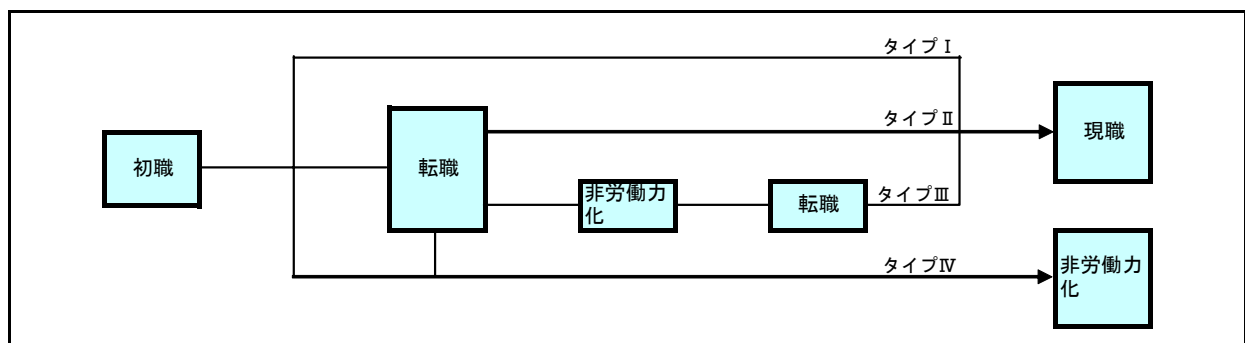 タイプⅠ
タイプⅡ
現職
初職
転職
非労働力
化
転職
タイプⅢ
タイプⅣ
非労働力
化